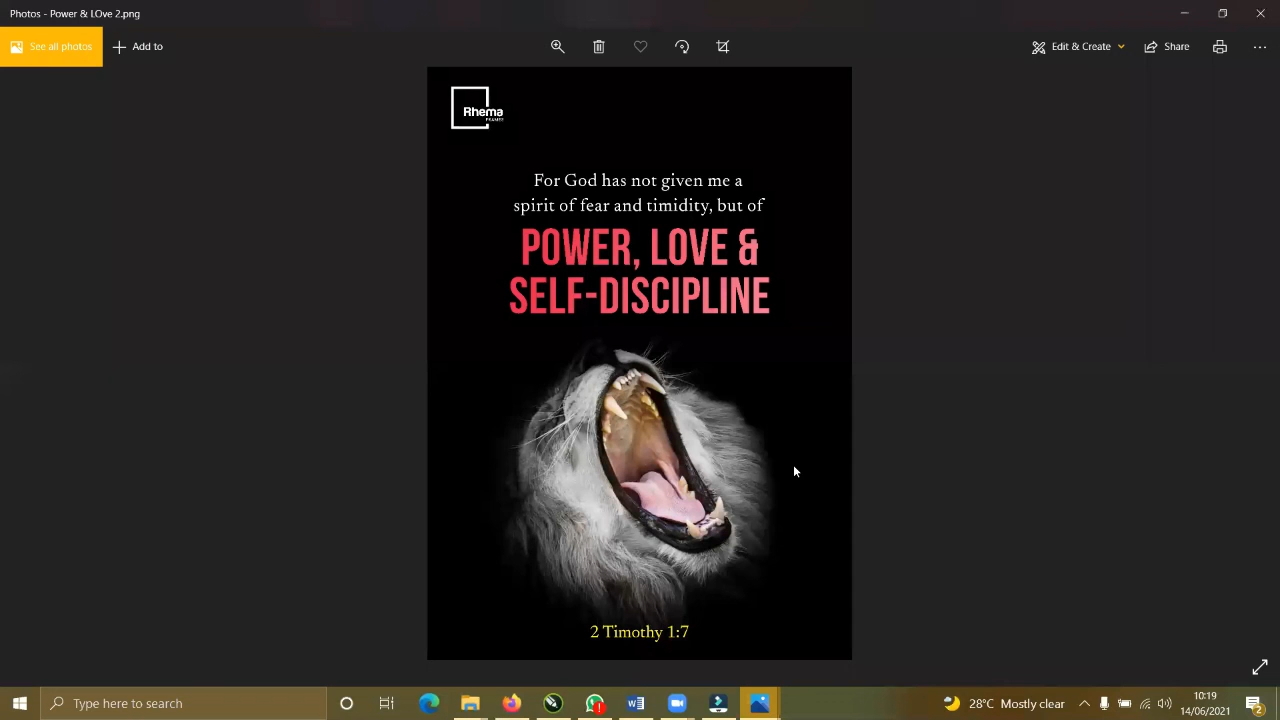 Photos - Power & LOve 2.png
See all photos
Add to
Edit & Create
Share
Rhema
FRAMES
For God has not given me a
spirit of fear and timidity, but of
POWER, LOVE &
SELF-DISCIPLINE
2 Timothy 1:7
Type here to search
28°C Mostly clear
10:19
14/06/2021
2